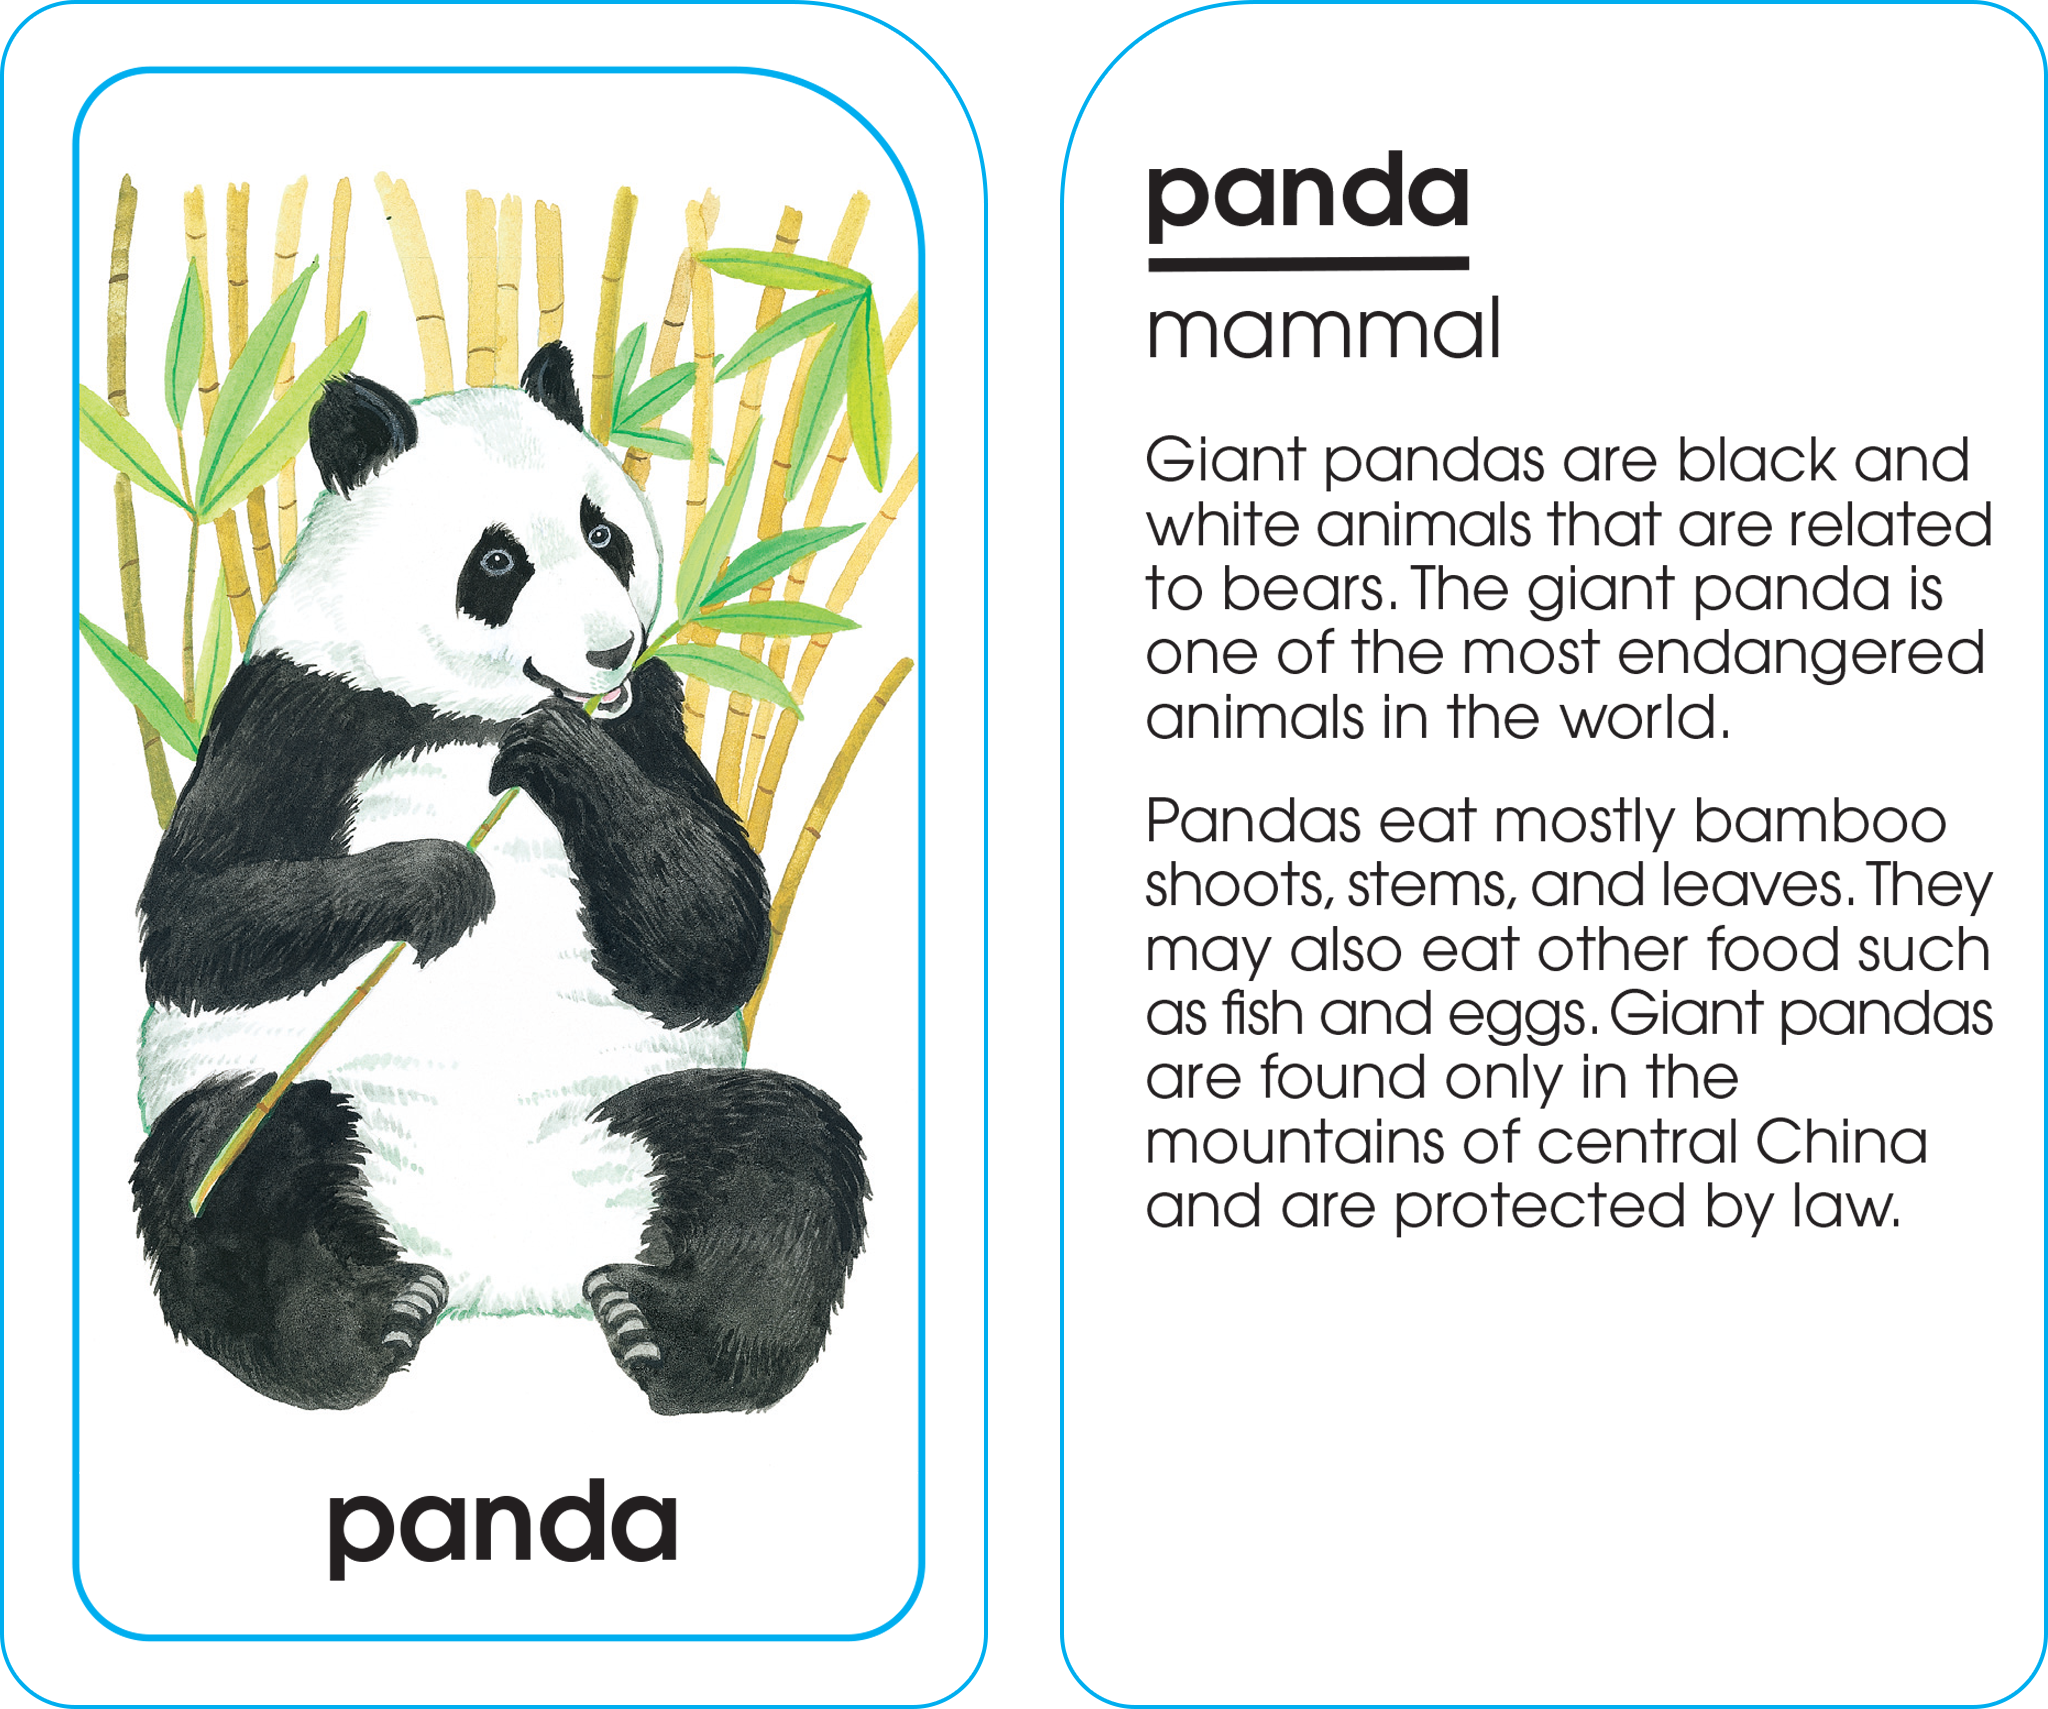 panda
panda
mammal
Giant pandas are black and
white animals that are related
to bears. The giant panda is
one of the most endangered
animals in the world.
Pandas eat mostly bamboo
shoots, stems, and leaves. They
may also eat other food such
as fish and eggs. Giant pandas
are found only in the
mountains of central China
and are protected by law.